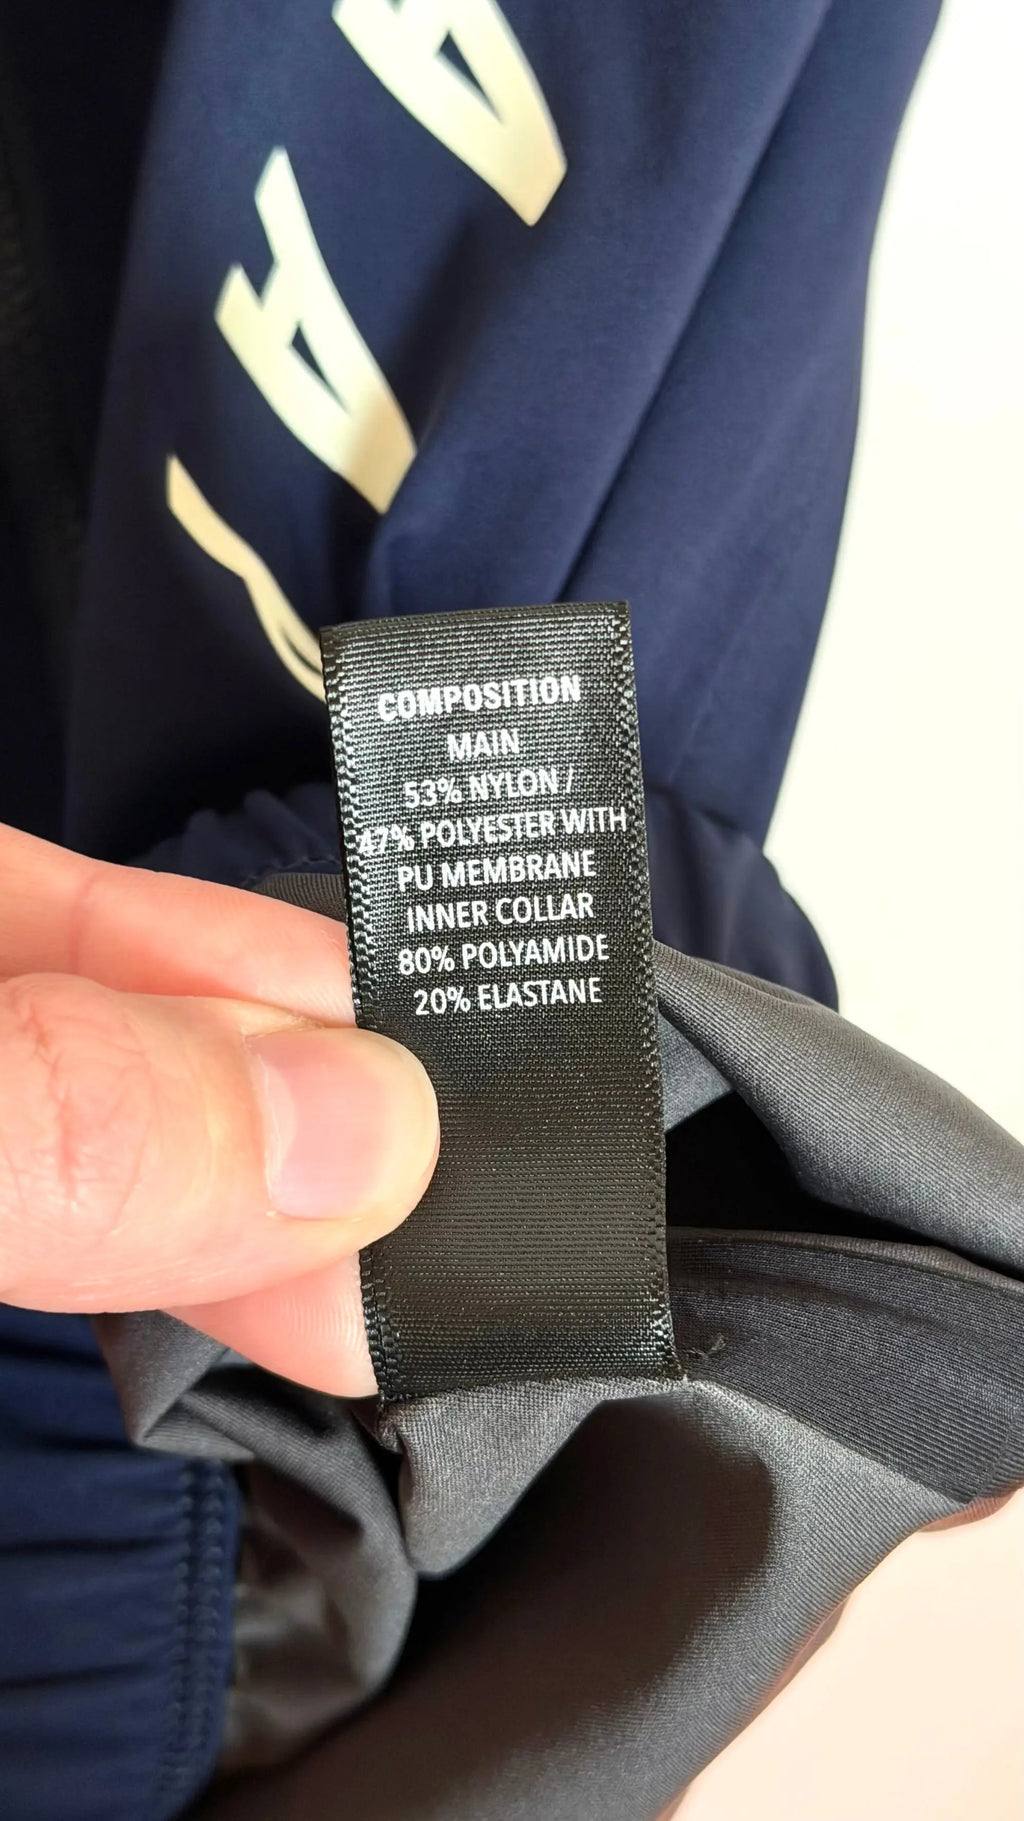 COMPOSITION
MAIN
53% NYLON /
47% POLYESTER WITH
PU MEMBRANE
INNER COLLAR
80% POLYAMIDE
20% ELASTANE